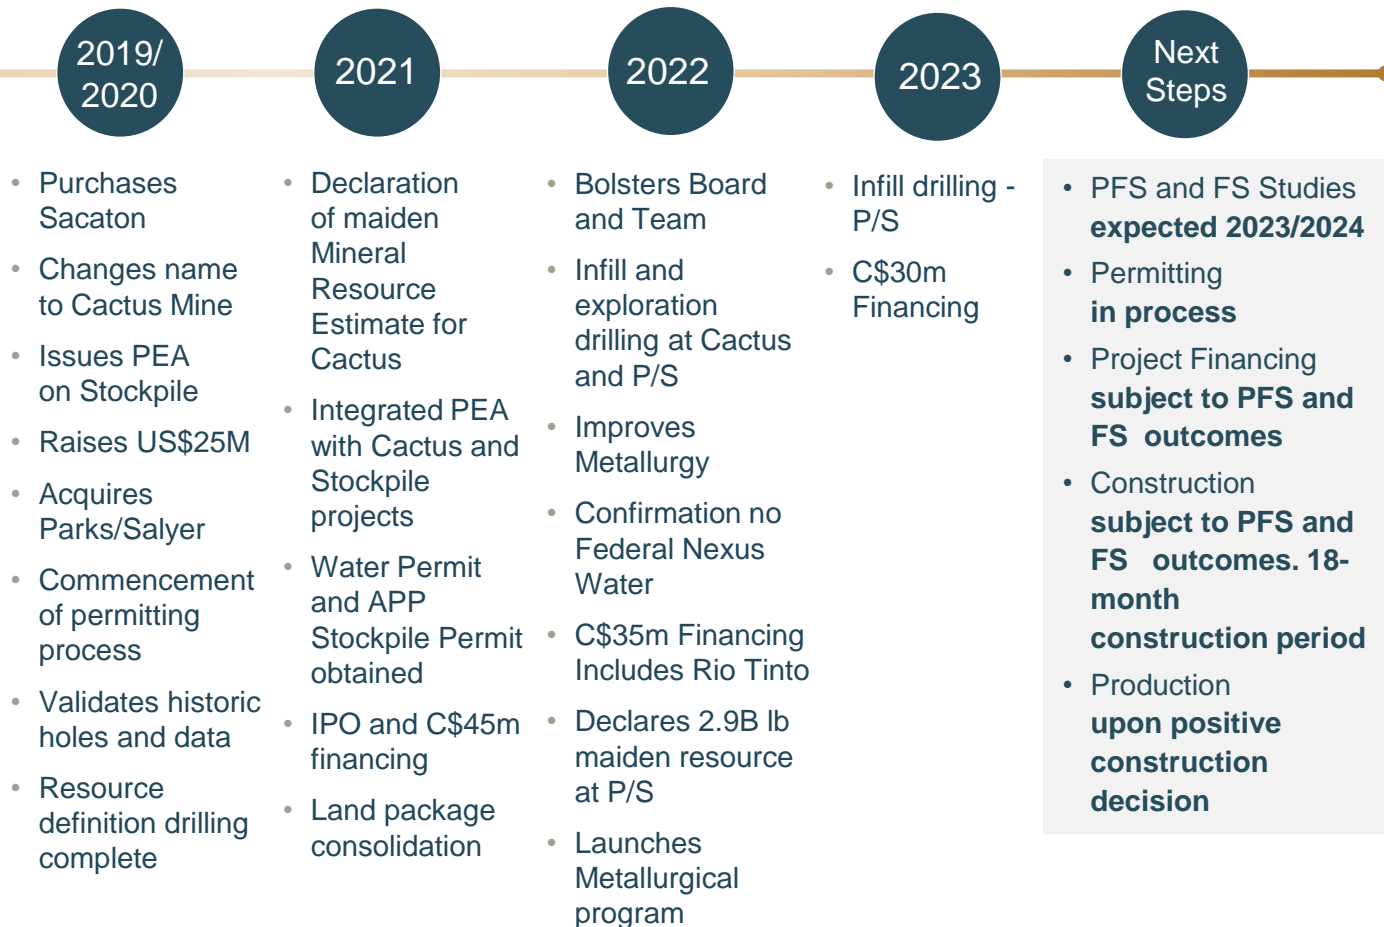 2019/
2020
2021
2022
2023
Next
Steps
• Purchases
Sacaton
• Changes name
to Cactus Mine
• Issues PEA
on Stockpile
• Raises US$25M
• Acquires
Parks/Salyer
• Commencement
of permitting
process
• Validates historic
holes and data
• Resource
definition drilling
complete
• Declaration
of maiden
Mineral
Resource
Estimate for
Cactus
• Integrated PEA
with Cactus and
Stockpile
projects
• Water Permit
and APP
Stockpile Permit
obtained
• IPO and C$45m
financing
• Land package
consolidation
• Bolsters Board
and Team
• Infill and
exploration
drilling at Cactus
and P/S
• Improves
Metallurgy
• Confirmation no
Federal Nexus
Water
• C$35m Financing
Includes Rio Tinto
• Declares 2.9B lb
maiden resource
at P/S
• Launches
Metallurgical
program
• Infill drilling -
P/S
• C$30m
Financing
• PFS and FS Studies
expected 2023/2024
• Permitting
in process
• Project Financing
subject to PFS and
FS outcomes
• Construction
subject to PFS and
FS outcomes. 18-
month
construction period
• Production
upon positive
construction
decision